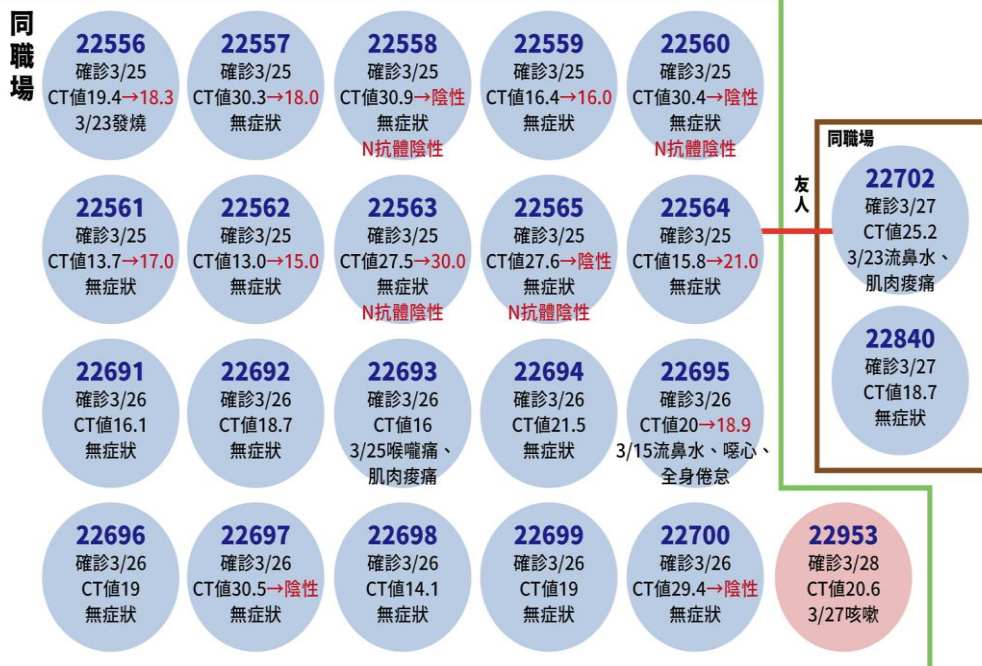 同職場
22556
確診3/25
CT值19.4→18.3
3/23發燒
22557
確診3/25
CT值30.3→18.0
無症狀
22558
確診3/25
CT值30.9→陰性
無症狀
N抗體陰性
22559
確診3/25
CT值16.4→16.0
無症狀
22560
確診3/25
CT值30.4→陰性
無症狀
N抗體陰性
22561
確診3/25
CT值13.7→17.0
無症狀
22562
確診3/25
CT值13.0→15.0
無症狀
22563
確診3/25
CT值27.5→30.0
無症狀
N抗體陰性
22565
確診3/25
CT值27.6→陰性
無症狀
N抗體陰性
22564
確診3/25
CT值15.8→21.0
無症狀
友人
同職場
22702
確診3/27
CT值25.2
3/23流鼻水、
肌肉痠痛
22840
確診3/27
CT值18.7
無症狀
22691
確診3/26
CT值16.1
無症狀
22692
確診3/26
CT值18.7
無症狀
22693
確診3/26
CT值16
3/25喉嚨痛、
肌肉痠痛
22694
確診3/26
CT值21.5
無症狀
22695
確診3/26
CT值20→18.9
3/15流鼻水、噁心、
全身倦怠
22696
確診3/26
CT值19
無症狀
22697
確診3/26
CT值30.5→陰性
無症狀
22698
確診3/26
CT值14.1
無症狀
22699
確診3/26
CT值19
無症狀
22700
確診3/26
CT值29.4→陰性
無症狀
22953
確診3/28
CT值20.6
3/27咳嗽